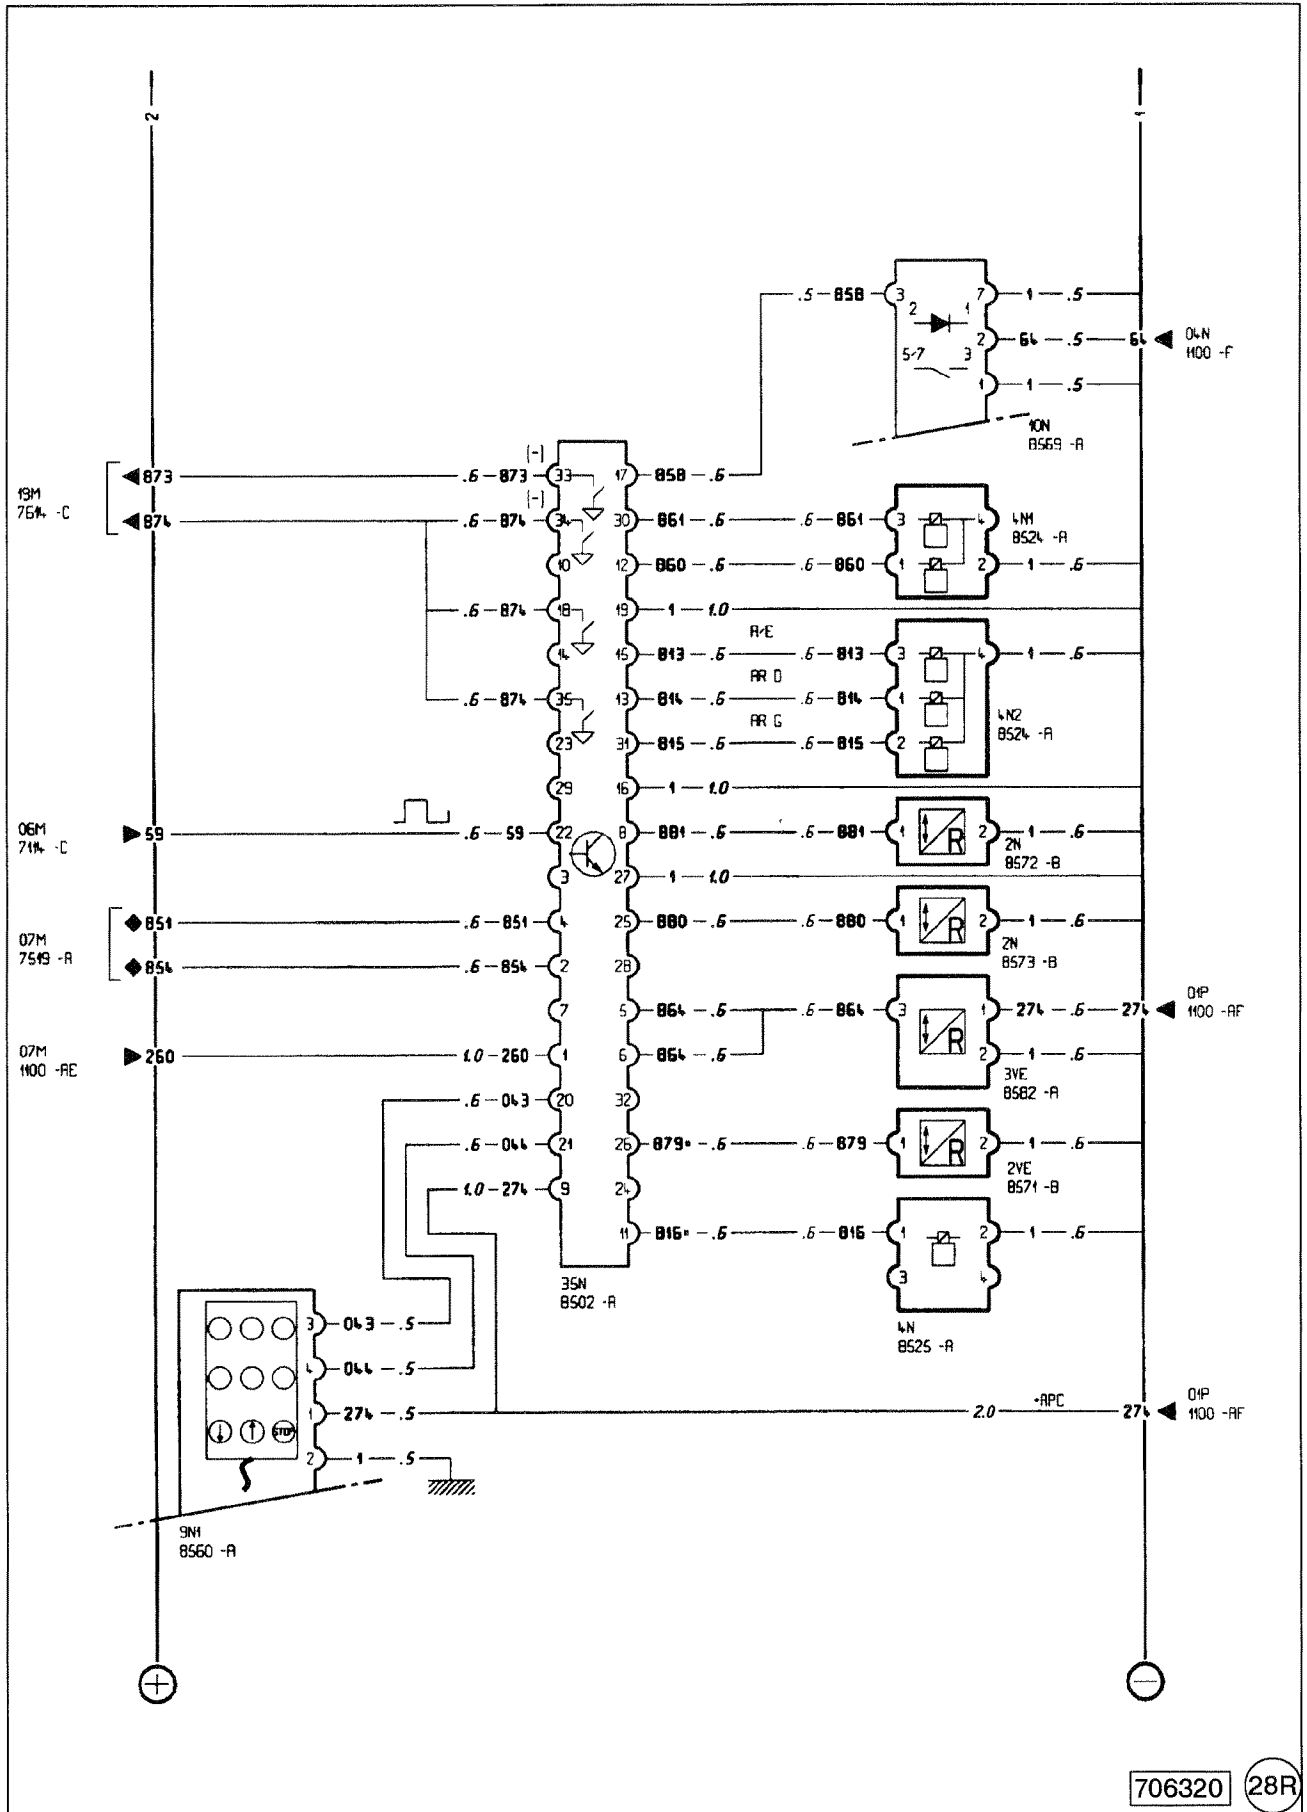 2
1
.5 858 3 7 1 .5
2 1
2 64 .5 64 04N
1100 -F
5/7 3
1 1 .5
10N
8569 -A
(-)
873 .6 873 33 17 858 .6
19M
7614 -C
(-)
874 .6 874 34 30 861 .6 .6 861 3 4
4N1
8524 -A
10 12 860 .6 .6 860 1 2 1 .6
.6 874 18 19 1 1.0
A/E
14 15 813 .6 .6 813 3 4 1 .6
AR D
.6 874 35 13 814 .6 .6 814 1
4N2
8524 -A
AR G
23 31 815 .6 .6 815 2
29 16 1 1.0
06M
7114 -C
59 .6 59 22 8 881 .6 .6 881 1 R 2 1 .6
2N
8572 -B
3 27 1 1.0
851 .6 851 4 25 880 .6 .6 880 1 R 2 1 .6
07M
7519 -A
2N
8573 -B
854 .6 854 2 28
7 5 864 .6 .6 864 3 R 1 274 .6 274 01P
1100 -AF
07M
1100 -AE
260 1.0 260 1 6 864 .6 2 1 .6
3VE
8582 -A
.6 043 20 32
.6 044 21 26 879* .6 .6 879 1 R 2 1 .6
2VE
8571 -B
1.0 274 9 24
11 816* .6 .6 816 1 2 1 .6
3 4
35N
8502 -A
4N
8525 -A
3 043 .5
4 044 .5
1 274 .5 2.0 +APC 274 01P
1100 -AF
STOP
2 1 .5
9N1
8560 -A
+
−
706320 28R